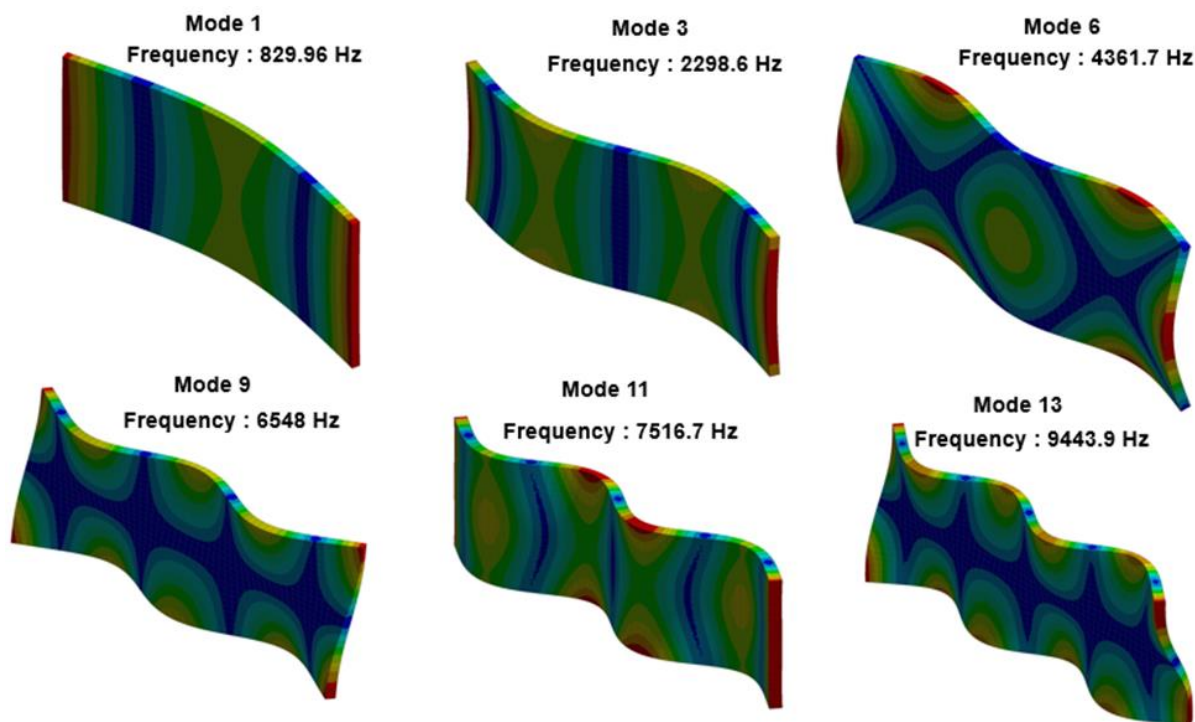 Mode 1
Frequency : 829.96 Hz
Mode 3
Frequency : 2298.6 Hz
Mode 6
Frequency : 4361.7 Hz
Mode 9
Frequency : 6548 Hz
Mode 11
Frequency : 7516.7 Hz
Mode 13
Frequency : 9443.9 Hz